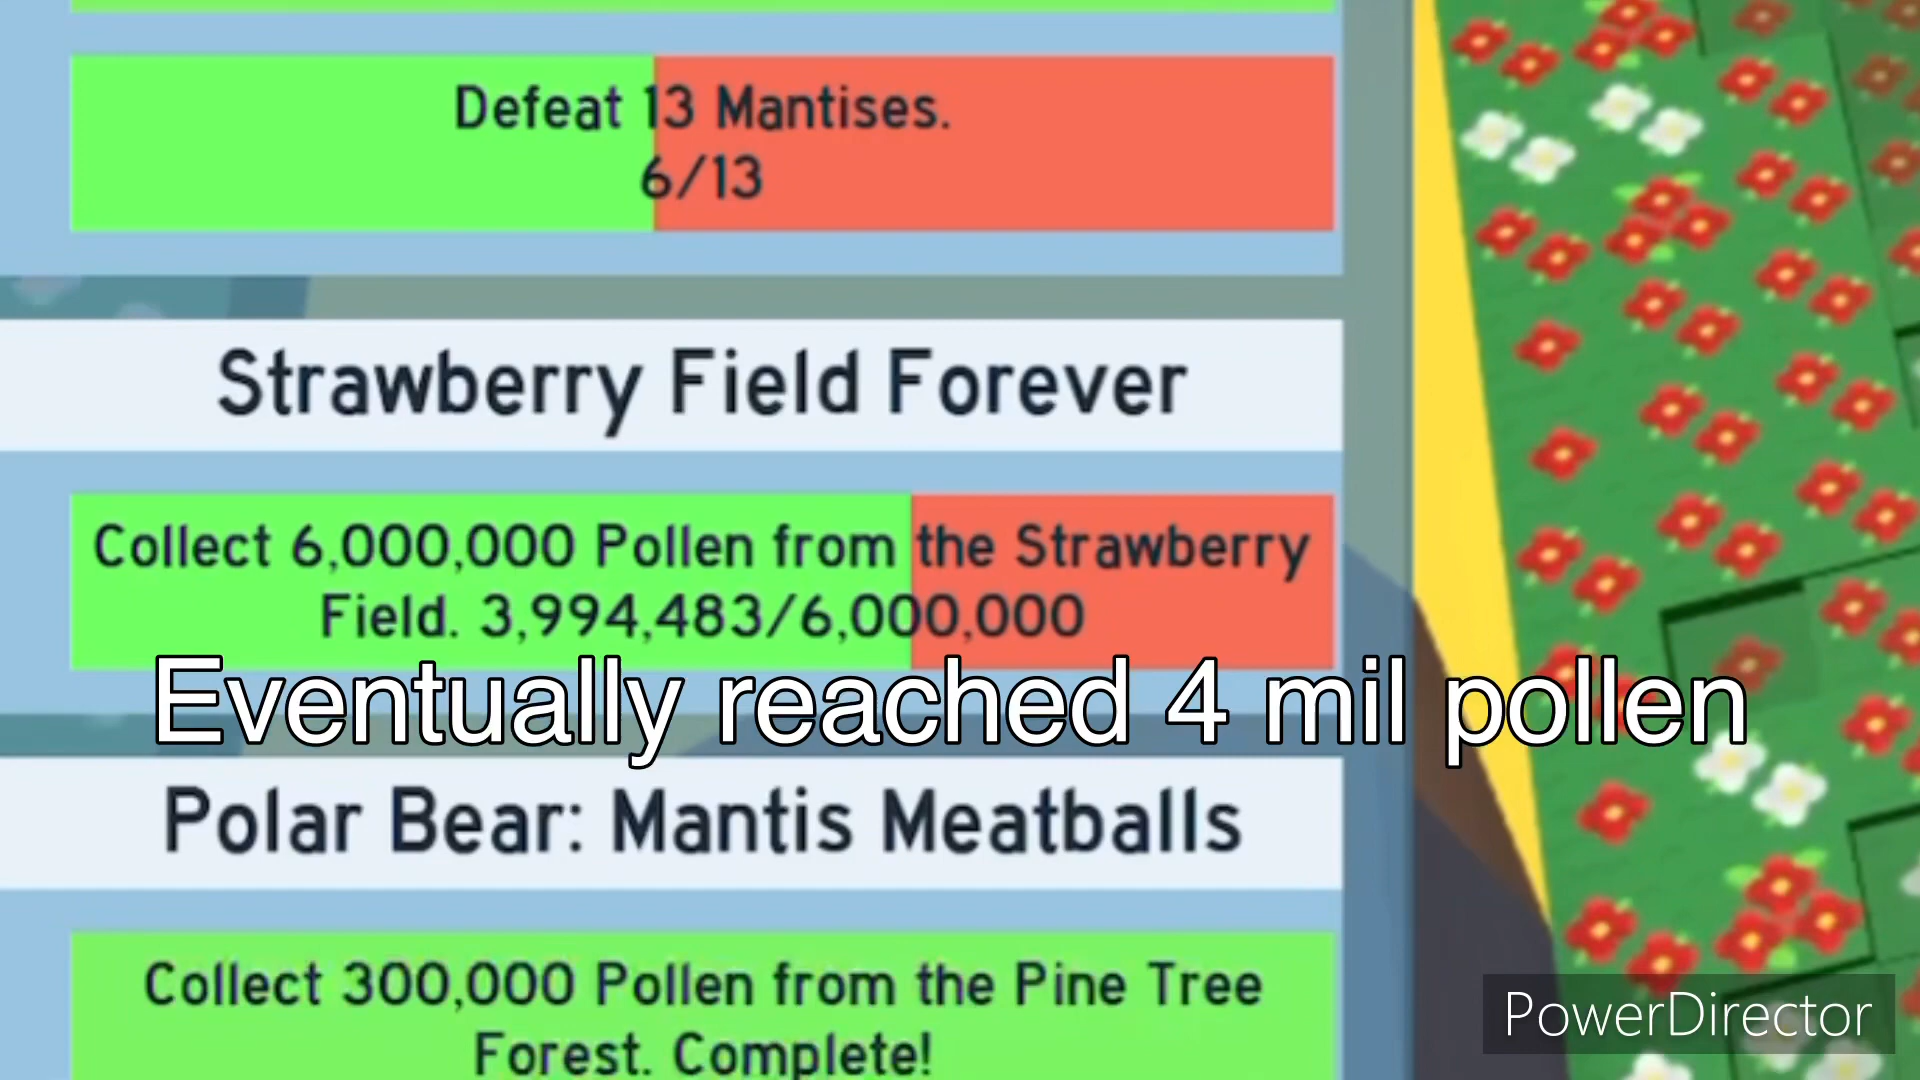 Defeat 13 Mantises.
6/13
Strawberry Field Forever
Collect 6,000,000 Pollen from the Strawberry
Field. 3,994,483/6,000,000
Eventually reached 4 mil pollen
Polar Bear: Mantis Meatballs
Collect 300,000 Pollen from the Pine Tree
Forest. Complete!
PowerDirector